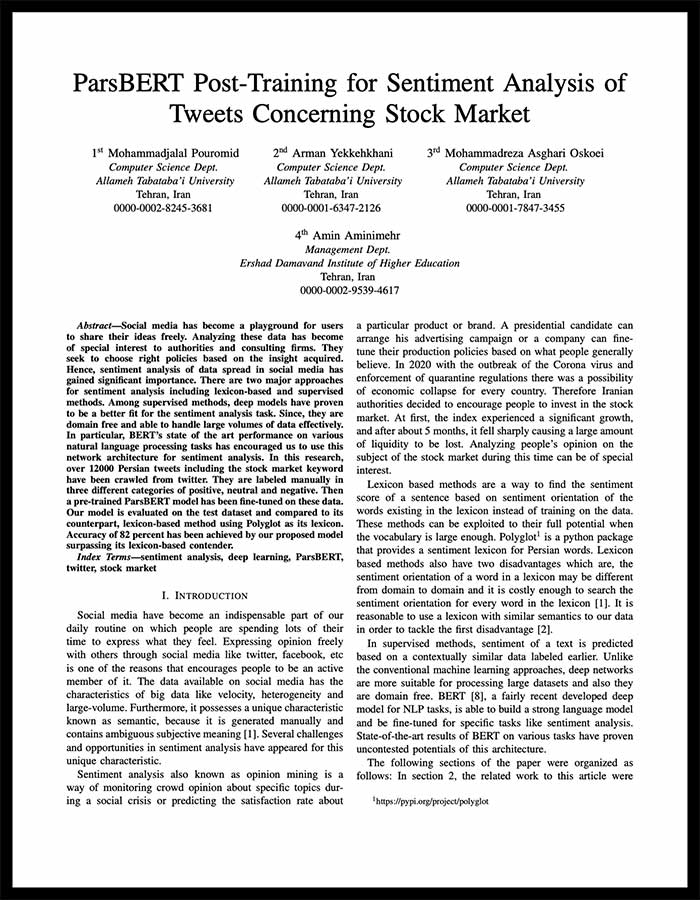 ParsBERT Post-Training for Sentiment Analysis of
Tweets Concerning Stock Market
1st Mohammadjalal Pouromid
Computer Science Dept.
Allameh Tabataba'i University
Tehran, Iran
0000-0002-8245-3681
2nd Arman Yekkehkhani
Computer Science Dept.
Allameh Tabataba'i University
Tehran, Iran
0000-0001-6347-2126
3rd Mohammadreza Asghari Oskoei
Computer Science Dept.
Allameh Tabataba'i University
Tehran, Iran
0000-0001-7847-3455
4th Amin Aminimehr
Management Dept.
Ershad Damavand Institute of Higher Education
Tehran, Iran
0000-0002-9539-4617
Abstract—Social media has become a playground for users
to share their ideas freely. Analyzing these data has become
of special interest to authorities and consulting firms. They
seek to choose right policies based on the insight acquired.
Hence, sentiment analysis of data spread in social media has
gained significant importance. There are two major approaches
for sentiment analysis including lexicon-based and supervised
methods. Among supervised methods, deep models have proven
to be a better fit for the sentiment analysis task. Since, they are
domain free and able to handle large volumes of data effectively.
In particular, BERT's state of the art performance on various
natural language processing tasks has encouraged us to use this
network architecture for sentiment analysis. In this research,
over 12000 Persian tweets including the stock market keyword
have been crawled from twitter. They are labeled manually in
three different categories of positive, neutral and negative. Then
a pre-trained ParsBERT model has been fine-tuned on these data.
Our model is evaluated on the test dataset and compared to its
counterpart, lexicon-based method using Polyglot as its lexicon.
Accuracy of 82 percent has been achieved by our proposed model
surpassing its lexicon-based contender.
Index Terms—sentiment analysis, deep learning, ParsBERT,
twitter, stock market
I. INTRODUCTION
Social media have become an indispensable part of our
daily routine on which people are spending lots of their
time to express what they feel. Expressing opinion freely
with others through social media like twitter, facebook, etc
is one of the reasons that encourages people to be an active
member of it. The data available on social media has the
characteristics of big data like velocity, heterogeneity and
large-volume. Furthermore, it possesses a unique characteristic
known as semantic, because it is generated manually and
contains ambiguous subjective meaning [1]. Several challenges
and opportunities in sentiment analysis have appeared for this
unique characteristic.
Sentiment analysis also known as opinion mining is a
way of monitoring crowd opinion about specific topics dur-
ing a social crisis or predicting the satisfaction rate about
a particular product or brand. A presidential candidate can
arrange his advertising campaign or a company can fine-
tune their production policies based on what people generally
believe. In 2020 with the outbreak of the Corona virus and
enforcement of quarantine regulations there was a possibility
of economic collapse for every country. Therefore Iranian
authorities decided to encourage people to invest in the stock
market. At first, the index experienced a significant growth,
and after about 5 months, it fell sharply causing a large amount
of liquidity to be lost. Analyzing people's opinion on the
subject of the stock market during this time can be of special
interest.
Lexicon based methods are a way to find the sentiment
score of a sentence based on sentiment orientation of the
words existing in the lexicon instead of training on the data.
These methods can be exploited to their full potential when
the vocabulary is large enough. Polyglot1 is a python package
that provides a sentiment lexicon for Persian words. Lexicon
based methods also have two disadvantages which are, the
sentiment orientation of a word in a lexicon may be different
from domain to domain and it is costly enough to search the
sentiment orientation for every word in the lexicon [1]. It is
reasonable to use a lexicon with similar semantics to our data
in order to tackle the first disadvantage [2].
In supervised methods, sentiment of a text is predicted
based on a contextually similar data labeled earlier. Unlike
the conventional machine learning approaches, deep networks
are more suitable for processing large datasets and also they
are domain free. BERT [8], a fairly recent developed deep
model for NLP tasks, is able to build a strong language model
and be fine-tuned for specific tasks like sentiment analysis.
State-of-the-art results of BERT on various tasks have proven
uncontested potentials of this architecture.
The following sections of the paper were organized as
follows: In section 2, the related work to this article were
1https://pypi.org/project/polyglot